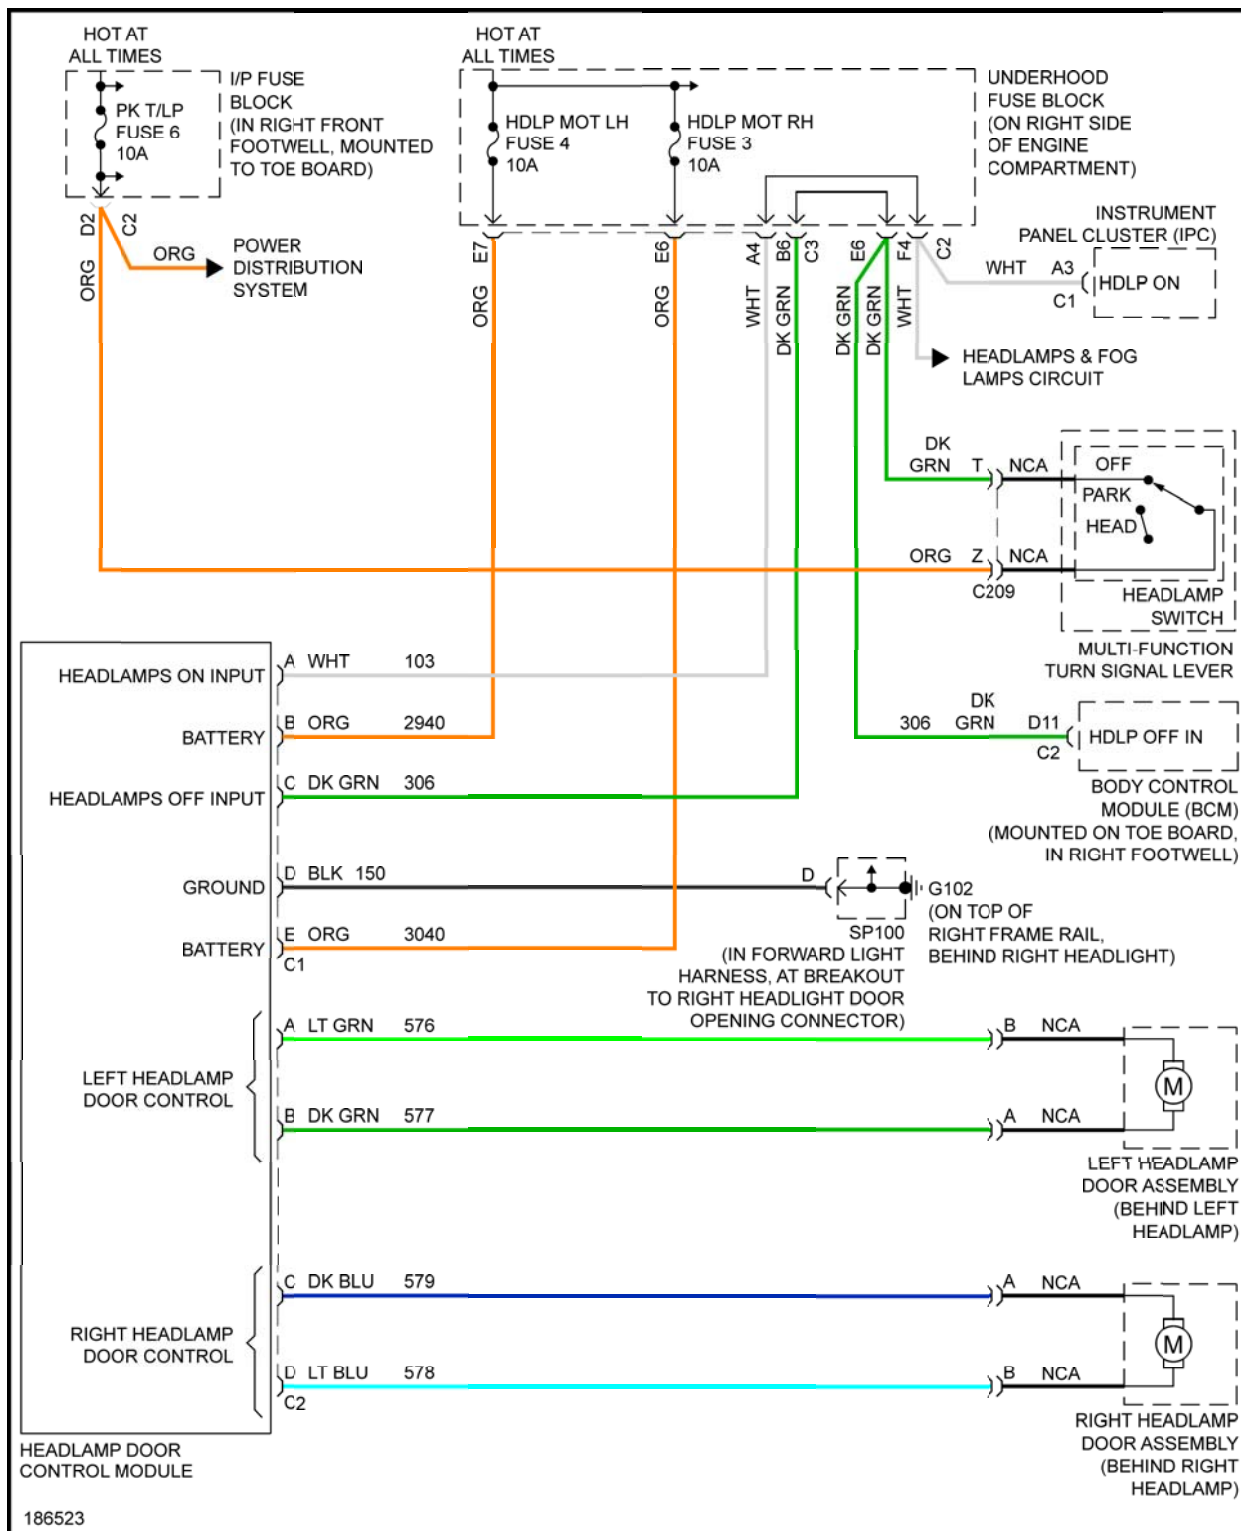 HOT AT
ALL TIMES
PK T/LP
FUSE 6
10A
I/P FUSE
BLOCK
(IN RIGHT FRONT
FOOTWELL, MOUNTED
TO TOE BOARD)
D2
C2
ORG
ORG
POWER
DISTRIBUTION
SYSTEM
HOT AT
ALL TIMES
HDLP MOT LH
FUSE 4
10A
HDLP MOT RH
FUSE 3
10A
UNDERHOOD
FUSE BLOCK
(ON RIGHT SIDE
OF ENGINE
COMPARTMENT)
E7
E6
A4
B6
C3
E6
F4
C2
ORG
ORG
WHT
DK GRN
DK GRN
DK GRN
WHT
INSTRUMENT
PANEL CLUSTER (IPC)
WHT
A3
C1
HDLP ON
HEADLAMPS & FOG
LAMPS CIRCUIT
DK
GRN
T
NCA
OFF
PARK
HEAD
ORG
Z
NCA
C209
HEADLAMP
SWITCH
MULTI-FUNCTION
TURN SIGNAL LEVER
306
DK
GRN
D11
C2
HDLP OFF IN
BODY CONTROL
MODULE (BCM)
(MOUNTED ON TOE BOARD,
IN RIGHT FOOTWELL)
HEADLAMPS ON INPUT
A
WHT
103
BATTERY
B
ORG
2940
HEADLAMPS OFF INPUT
C
DK GRN
306
GROUND
D
BLK
150
D
G102
(ON TOP OF
RIGHT FRAME RAIL,
BEHIND RIGHT HEADLIGHT)
SP100
(IN FORWARD LIGHT
HARNESS, AT BREAKOUT
TO RIGHT HEADLIGHT DOOR
OPENING CONNECTOR)
BATTERY
E
ORG
3040
C1
LEFT HEADLAMP
DOOR CONTROL
A
LT GRN
576
B
NCA
B
DK GRN
577
A
NCA
M
LEFT HEADLAMP
DOOR ASSEMBLY
(BEHIND LEFT
HEADLAMP)
RIGHT HEADLAMP
DOOR CONTROL
C
DK BLU
579
A
NCA
D
LT BLU
578
C2
B
NCA
M
RIGHT HEADLAMP
DOOR ASSEMBLY
(BEHIND RIGHT
HEADLAMP)
HEADLAMP DOOR
CONTROL MODULE
186523